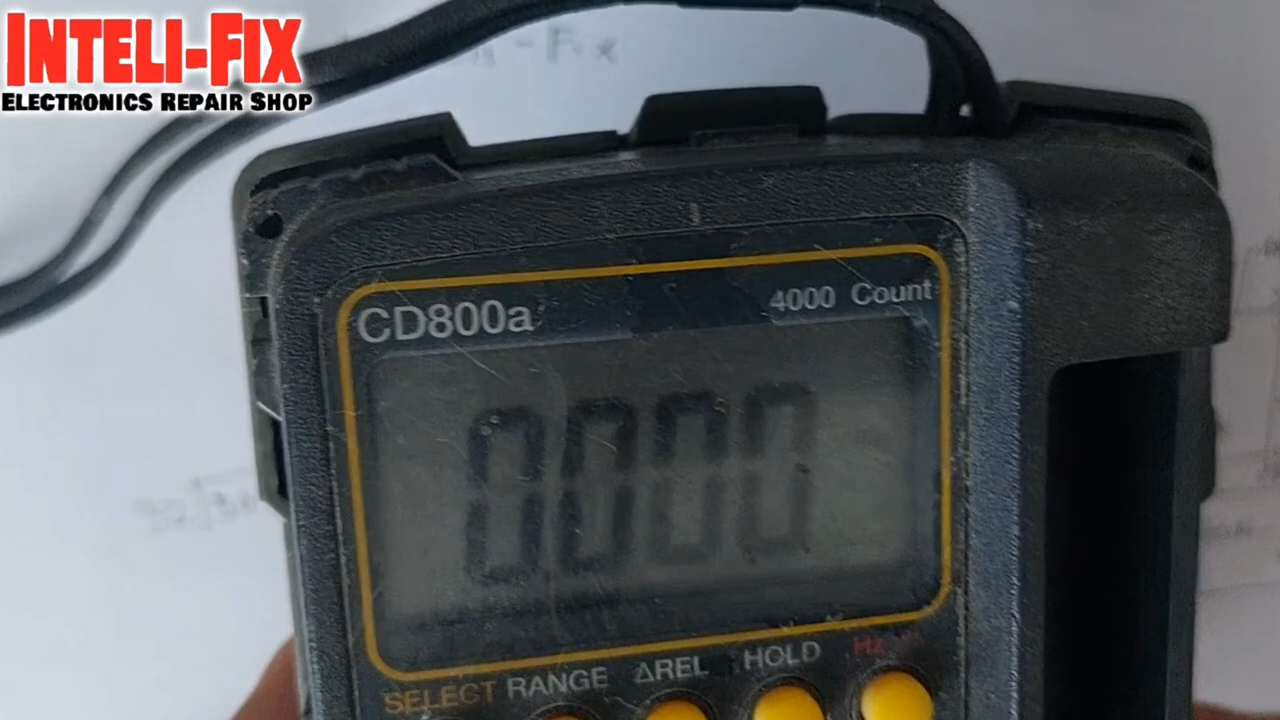 INTELI-FIX
ELECTRONICS REPAIR SHOP
CD800a
4000 Count
0000
SELECT RANGE ΔREL HOLD Hz